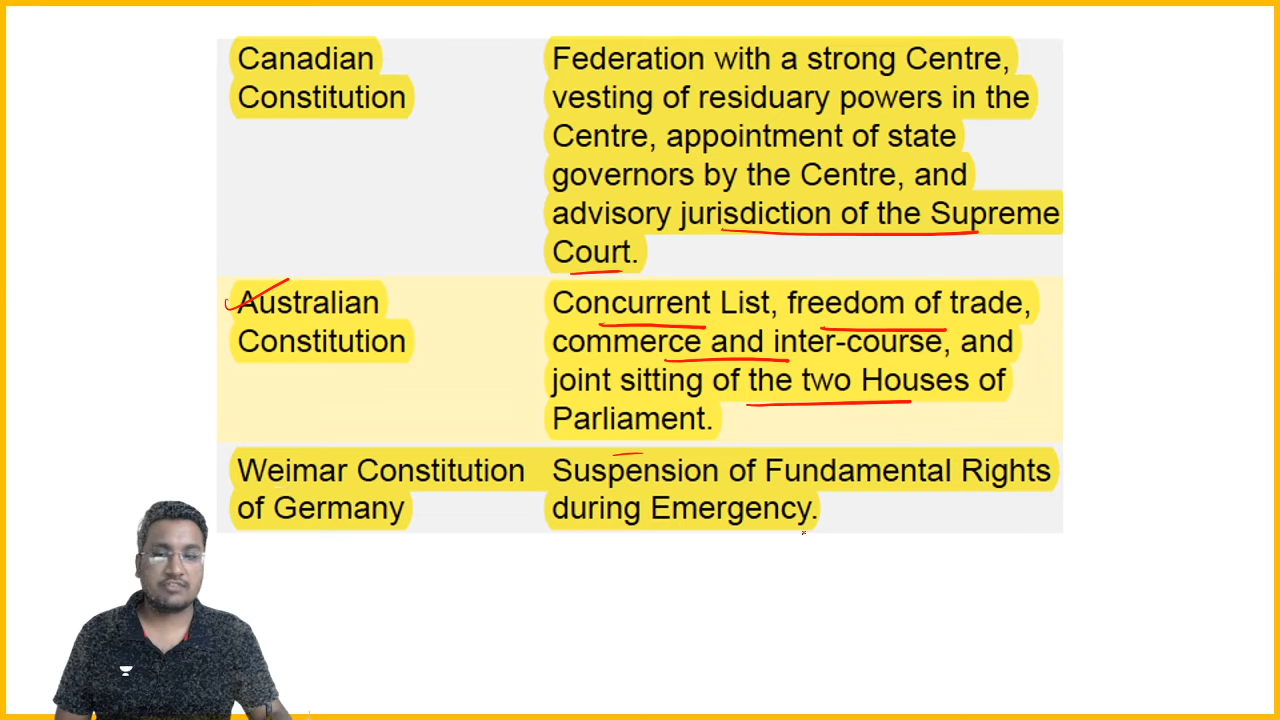 Canadian
Constitution
Federation with a strong Centre,
vesting of residuary powers in the
Centre, appointment of state
governors by the Centre, and
advisory jurisdiction of the Supreme
Court.
Australian
Constitution
Concurrent List, freedom of trade,
commerce and inter-course, and
joint sitting of the two Houses of
Parliament.
Weimar Constitution
of Germany
Suspension of Fundamental Rights
during Emergency.